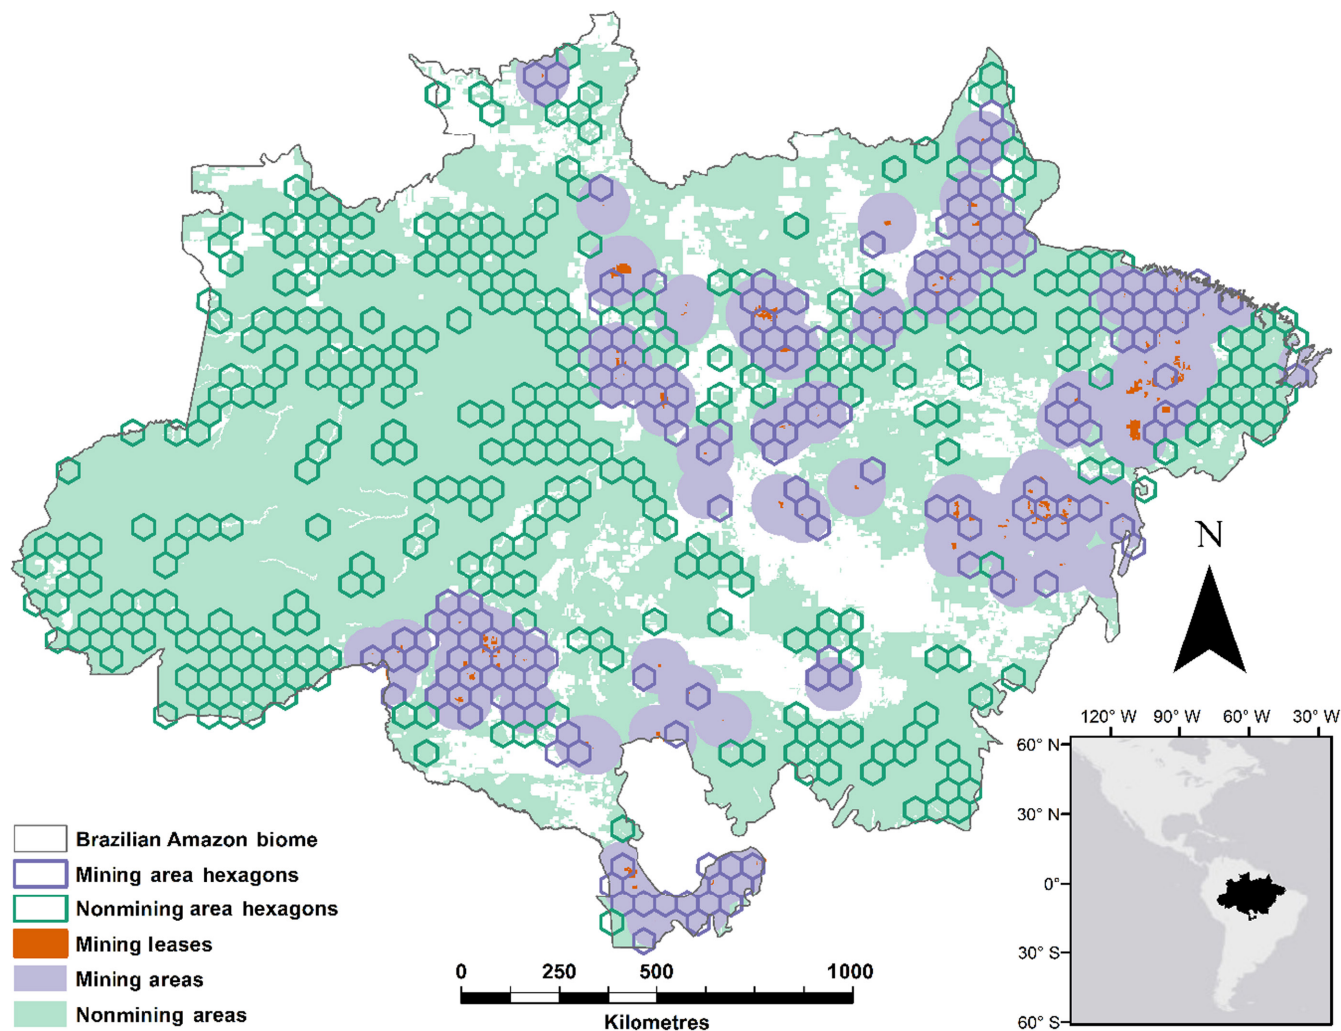 N
120° W 90° W 60° W 30° W
60° N
30° N
0°
30° S
60° S
Brazilian Amazon biome
Mining area hexagons
Nonmining area hexagons
Mining leases
Mining areas
Nonmining areas
0 250 500 1000
Kilometres